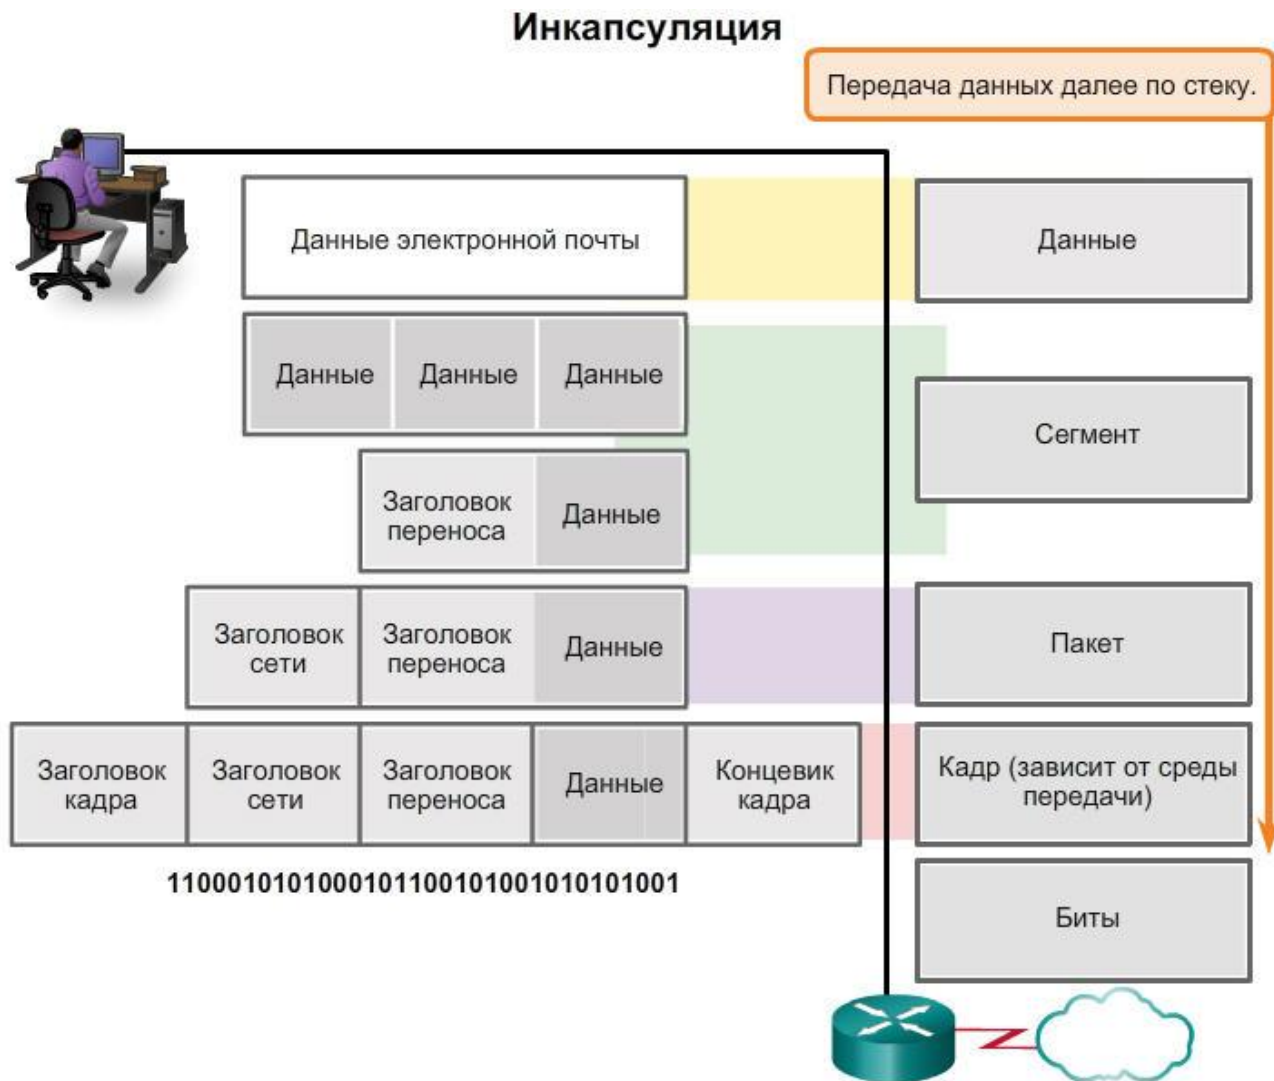 Инкапсуляция
Передача данных далее по стеку.
Данные электронной почты
Данные
Данные
Данные
Данные
Сегмент
Заголовок
переноса
Данные
Заголовок
сети
Заголовок
переноса
Данные
Пакет
Заголовок
кадра
Заголовок
сети
Заголовок
переноса
Данные
Концевик
кадра
Кадр (зависит от среды
передачи)
1100010101000101100101001010101001
Биты